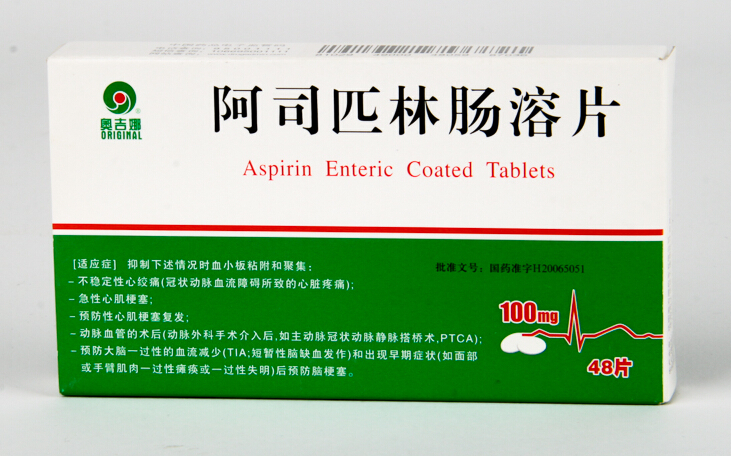 奥吉娜
ORIGINAL
阿司匹林肠溶片
Aspirin Enteric Coated Tablets
[适应症] 抑制下述情况时血小板粘附和聚集：
批准文号：国药准字H20065051
-不稳定性心绞痛(冠状动脉血流障碍所致的心脏疼痛)；
-急性心肌梗塞；
-预防性心肌梗塞复发；
100mg
-动脉血管的术后(动脉外科手术介入后,如主动脉冠状动脉静脉搭桥术,PTCA)；
-预防大脑一过性的血流减少(TIA;短暂性脑缺血发作)和出现早期症状(如面部
或手臂肌肉一过性瘫痪或一过性失明)后预防脑梗塞。
48片